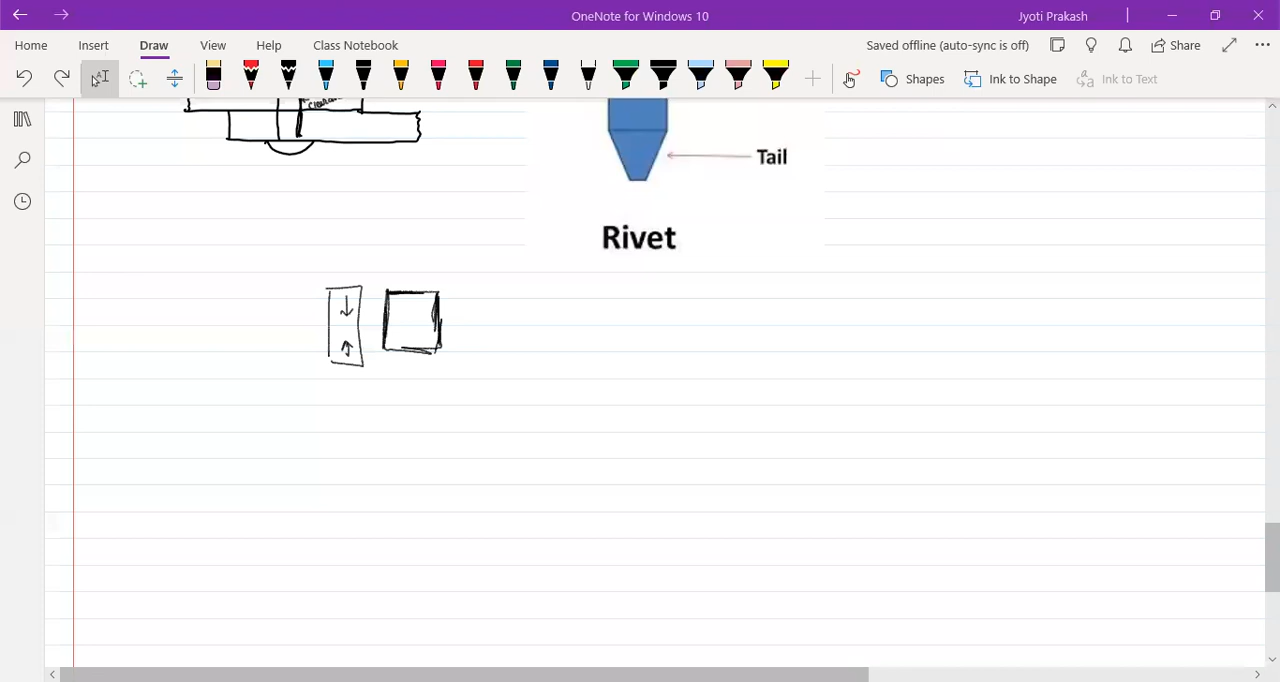 OneNote for Windows 10
Jyoti Prakash
Home
Insert
Draw
View
Help
Class Notebook
Saved offline (auto-sync is off)
Share
Shapes
Ink to Shape
Ink to Text
Tail
Rivet